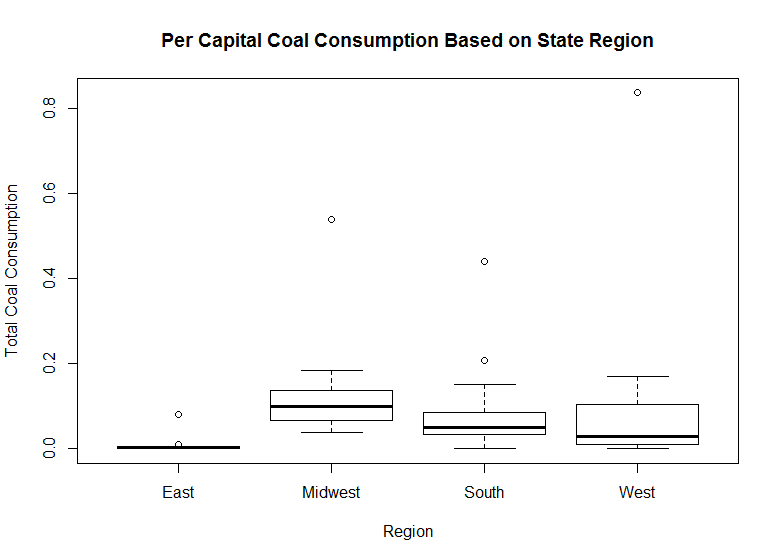 Per Capital Coal Consumption Based on State Region
Total Coal Consumption
0.8
0.6
0.4
0.2
0.0
East Midwest South West
Region